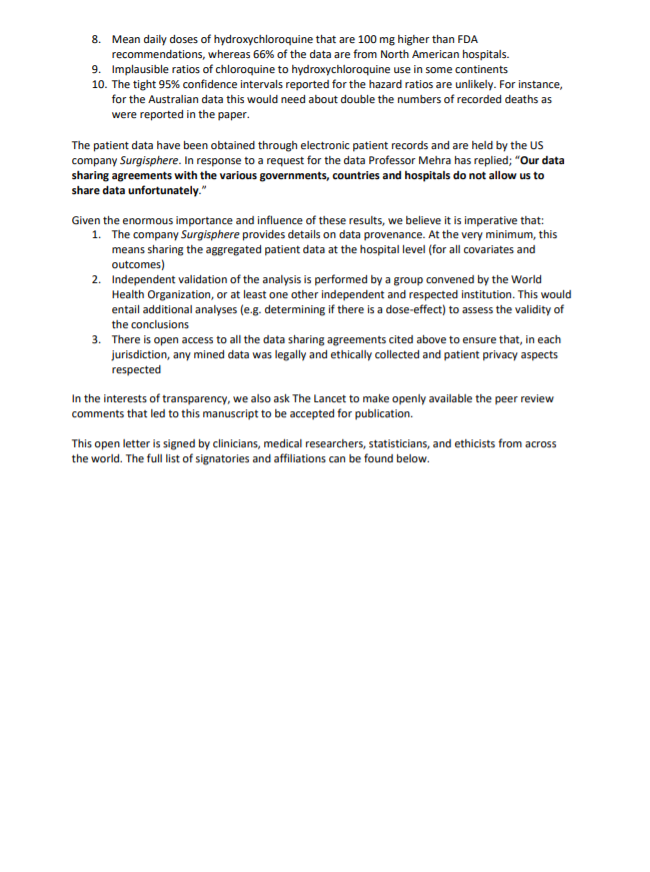 8. Mean daily doses of hydroxychloroquine that are 100 mg higher than FDA
recommendations, whereas 66% of the data are from North American hospitals.
9. Implausible ratios of chloroquine to hydroxychloroquine use in some continents
10. The tight 95% confidence intervals reported for the hazard ratios are unlikely. For instance,
for the Australian data this would need about double the numbers of recorded deaths as
were reported in the paper.
The patient data have been obtained through electronic patient records and are held by the US
company Surgisphere. In response to a request for the data Professor Mehra has replied; “Our data
sharing agreements with the various governments, countries and hospitals do not allow us to
share data unfortunately.”
Given the enormous importance and influence of these results, we believe it is imperative that:
1. The company Surgisphere provides details on data provenance. At the very minimum, this
means sharing the aggregated patient data at the hospital level (for all covariates and
outcomes)
2. Independent validation of the analysis is performed by a group convened by the World
Health Organization, or at least one other independent and respected institution. This would
entail additional analyses (e.g. determining if there is a dose-effect) to assess the validity of
the conclusions
3. There is open access to all the data sharing agreements cited above to ensure that, in each
jurisdiction, any mined data was legally and ethically collected and patient privacy aspects
respected
In the interests of transparency, we also ask The Lancet to make openly available the peer review
comments that led to this manuscript to be accepted for publication.
This open letter is signed by clinicians, medical researchers, statisticians, and ethicists from across
the world. The full list of signatories and affiliations can be found below.